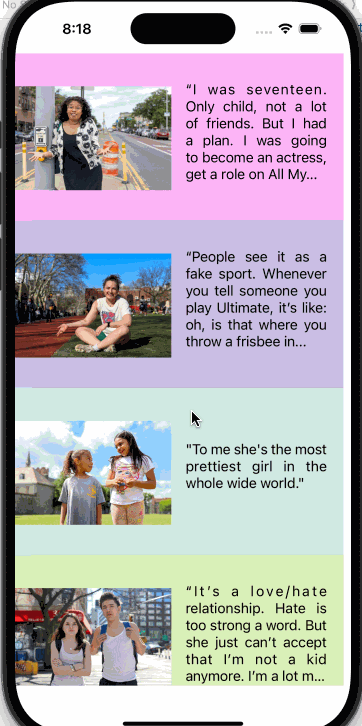 No S
8:18
“I was seventeen.
Only child, not a lot
of friends. But I had
a plan. I was going
to become an actress,
get a role on All My...
“People see it as a
fake sport. Whenever
you tell someone you
play Ultimate, it’s like:
oh, is that where you
throw a frisbee in...
"To me she's the most
prettiest girl in the
whole wide world."
“It’s a love/hate
relationship. Hate is
too strong a word. But
she just can’t accept
that I’m not a kid
anymore. I’m a lot m...